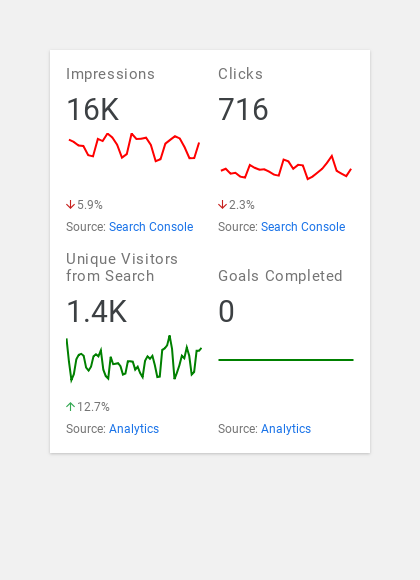 Impressions
16K
5.9%
Source: Search Console
Clicks
716
2.3%
Source: Search Console
Unique Visitors
from Search
1.4K
12.7%
Source: Analytics
Goals Completed
0
Source: Analytics